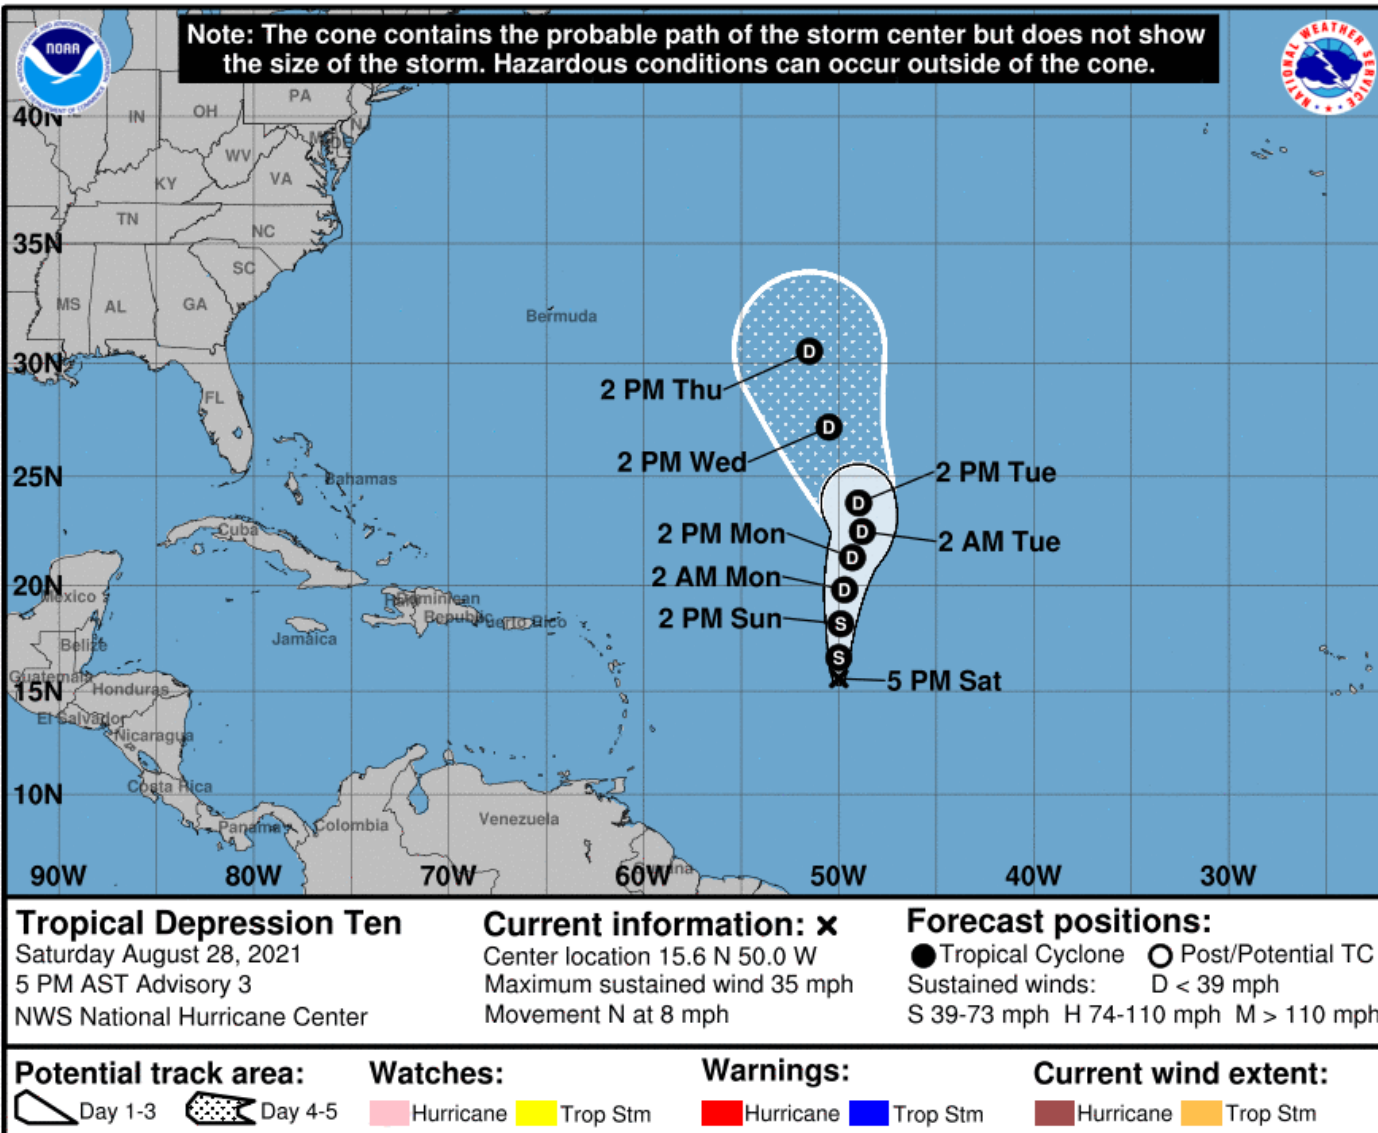 Note: The cone contains the probable path of the storm center but does not show
the size of the storm. Hazardous conditions can occur outside of the cone.
NOAA
NATIONAL WEATHER SERVICE
PA
40N
IN
OH
NJ
WV
KY
VA
TN
NC
35N
SC
MS
AL
GA
Bermuda
30N
2 PM Thu
FL
2 PM Wed
25N
2 PM Tue
Bahamas
Cuba
2 PM Mon
2 AM Tue
20N
2 AM Mon
Mexico
Dominican
Republic
Puerto Rico
2 PM Sun
Jamaica
Belize
Guatemala
5 PM Sat
15N
Honduras
El Salvador
Nicaragua
Costa Rica
10N
Panama
Colombia
Venezuela
D
D
D
D
D
D
S
S
90W 80W 70W 60W 50W 40W 30W
Tropical Depression Ten
Saturday August 28, 2021
5 PM AST Advisory 3
NWS National Hurricane Center
Current information: x
Center location 15.6 N 50.0 W
Maximum sustained wind 35 mph
Movement N at 8 mph
Forecast positions:
Tropical Cyclone Post/Potential TC
Sustained winds: D < 39 mph
S 39-73 mph H 74-110 mph M > 110 mph
Potential track area:
Day 1-3 Day 4-5
Watches:
Hurricane Trop Stm
Warnings:
Hurricane Trop Stm
Current wind extent:
Hurricane Trop Stm